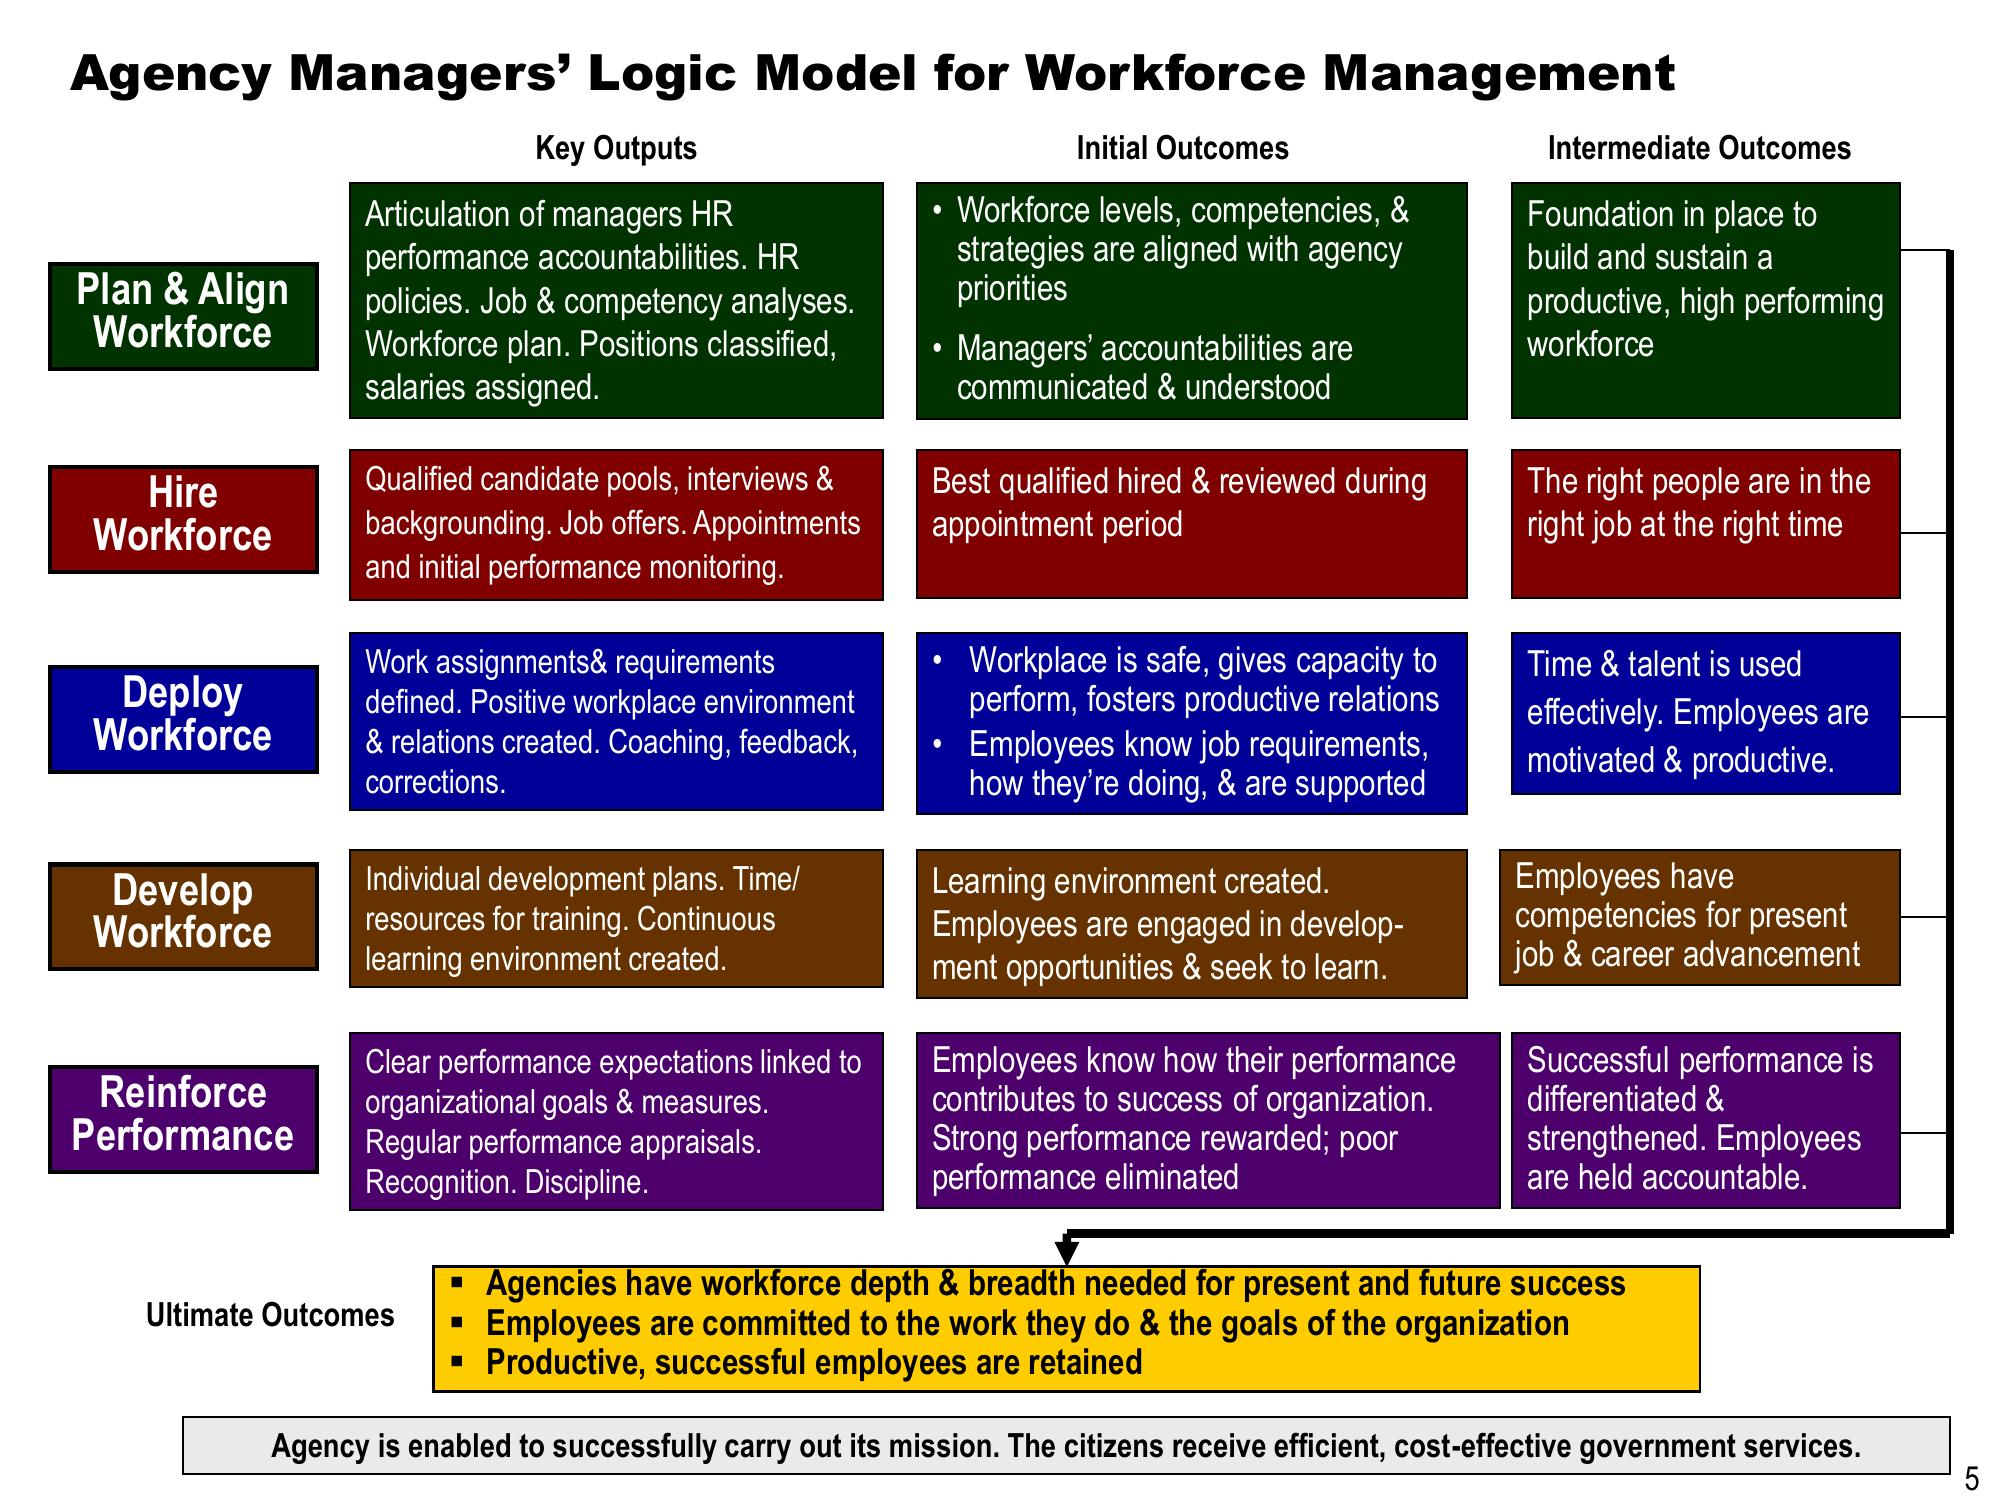 Agency Managers’ Logic Model for Workforce Management
Key Outputs
Initial Outcomes
Intermediate Outcomes
Plan & Align
Workforce
Articulation of managers HR
performance accountabilities. HR
policies. Job & competency analyses.
Workforce plan. Positions classified,
salaries assigned.
• Workforce levels, competencies, &
strategies are aligned with agency
priorities
• Managers’ accountabilities are
communicated & understood
Foundation in place to
build and sustain a
productive, high performing
workforce
Hire
Workforce
Qualified candidate pools, interviews &
backgrounding. Job offers. Appointments
and initial performance monitoring.
Best qualified hired & reviewed during
appointment period
The right people are in the
right job at the right time
Deploy
Workforce
Work assignments& requirements
defined. Positive workplace environment
& relations created. Coaching, feedback,
corrections.
• Workplace is safe, gives capacity to
perform, fosters productive relations
• Employees know job requirements,
how they’re doing, & are supported
Time & talent is used
effectively. Employees are
motivated & productive.
Develop
Workforce
Individual development plans. Time/
resources for training. Continuous
learning environment created.
Learning environment created.
Employees are engaged in develop-
ment opportunities & seek to learn.
Employees have
competencies for present
job & career advancement
Reinforce
Performance
Clear performance expectations linked to
organizational goals & measures.
Regular performance appraisals.
Recognition. Discipline.
Employees know how their performance
contributes to success of organization.
Strong performance rewarded; poor
performance eliminated
Successful performance is
differentiated &
strengthened. Employees
are held accountable.
Ultimate Outcomes
▪ Agencies have workforce depth & breadth needed for present and future success
▪ Employees are committed to the work they do & the goals of the organization
▪ Productive, successful employees are retained
Agency is enabled to successfully carry out its mission. The citizens receive efficient, cost-effective government services.
5